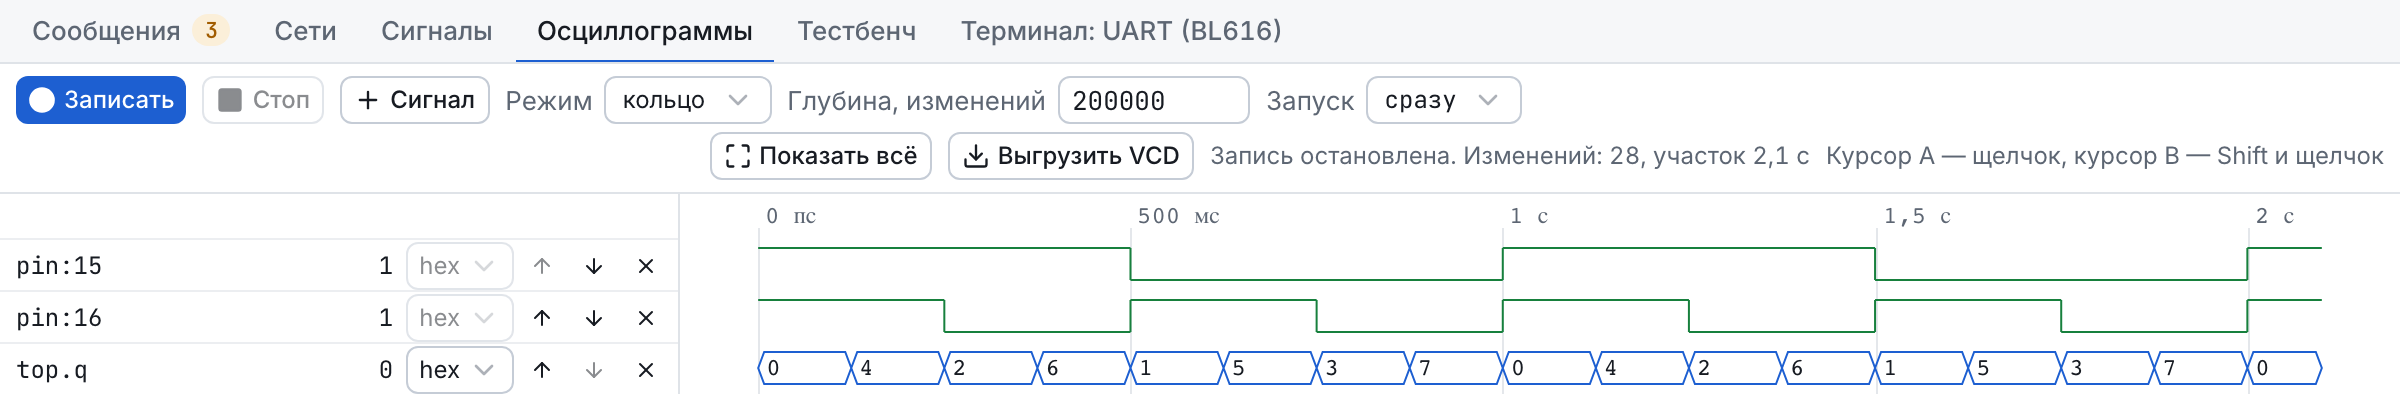 Сообщения 3 Сети Сигналы Осциллограммы Тестбенч Терминал: UART (BL616)
Записать Стоп + Сигнал Режим кольцо Глубина, изменений 200000 Запуск сразу
Показать всё Выгрузить VCD Запись остановлена. Изменений: 28, участок 2,1 с Курсор A — щелчок, курсор B — Shift и щелчок
0 пс 500 мс 1 с 1,5 с 2 с
pin:15 1 hex
pin:16 1 hex
top.q 0 hex 0 4 2 6 1 5 3 7 0 4 2 6 1 5 3 7 0